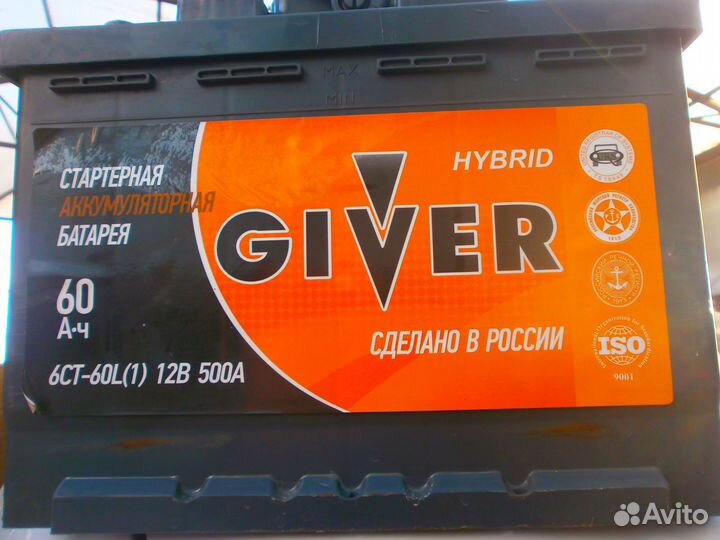 MAX
MIN
СТАРТЕРНАЯ
АККУМУЛЯТОРНАЯ
БАТАРЕЯ
60
А·ч
6СТ-60L(1) 12В 500А
HYBRID
GIVER
СДЕЛАНО В РОССИИ
ISO
9001
Avito